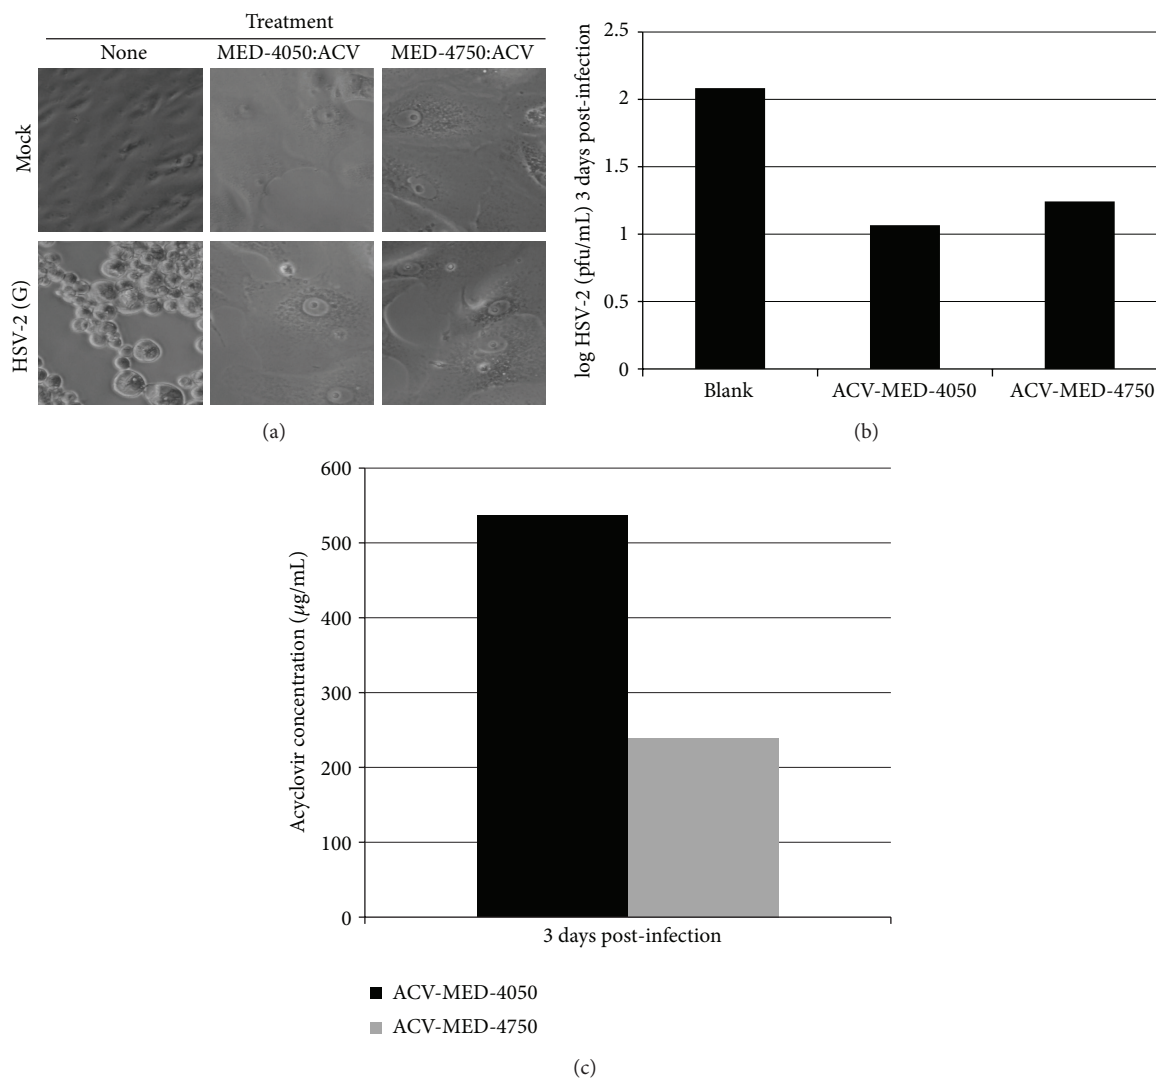 Treatment
None MED-4050:ACV MED-4750:ACV
Mock
HSV-2 (G)
(a)
log HSV-2 (pfu/mL) 3 days post-infection
2.5
2
1.5
1
0.5
0
Blank ACV-MED-4050 ACV-MED-4750
(b)
Acyclovir concentration (µg/mL)
600
500
400
300
200
100
0
3 days post-infection
ACV-MED-4050
ACV-MED-4750
(c)